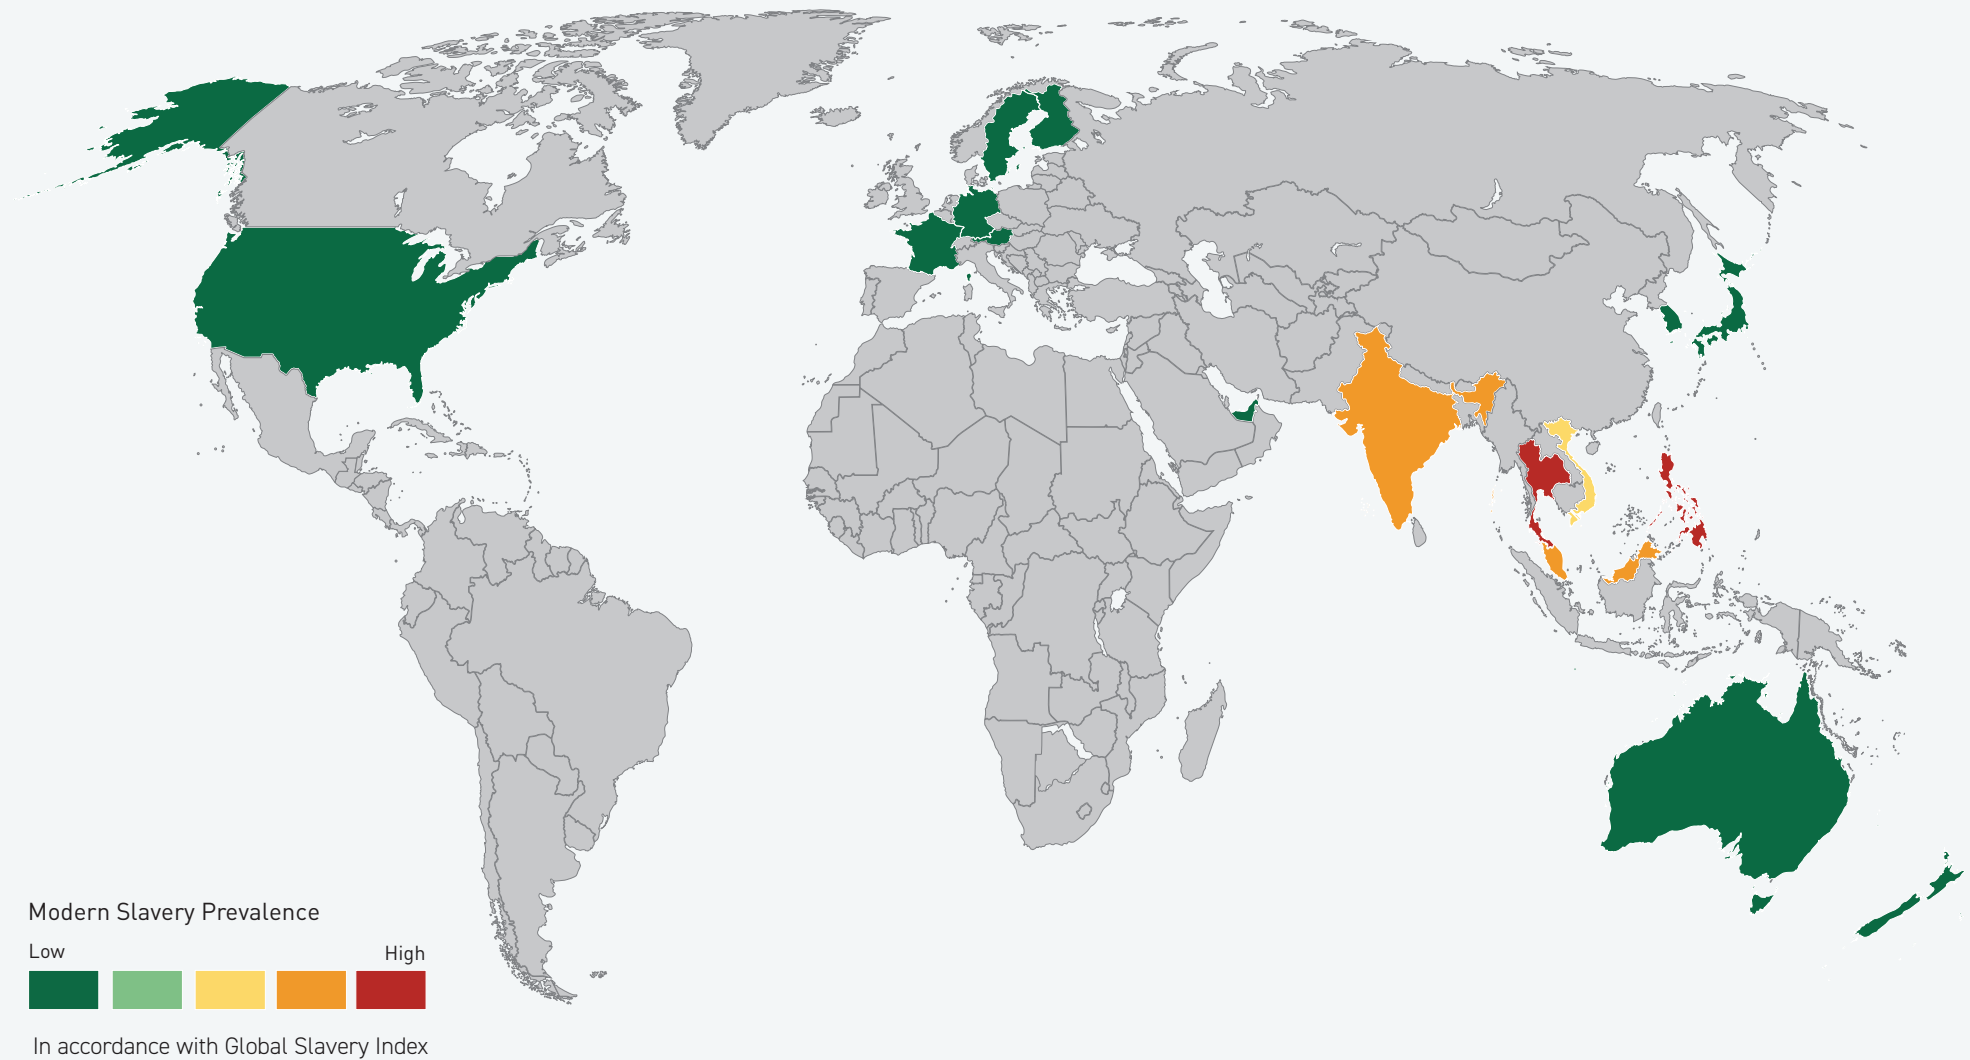 Modern Slavery Prevalence
Low
High
In accordance with Global Slavery Index